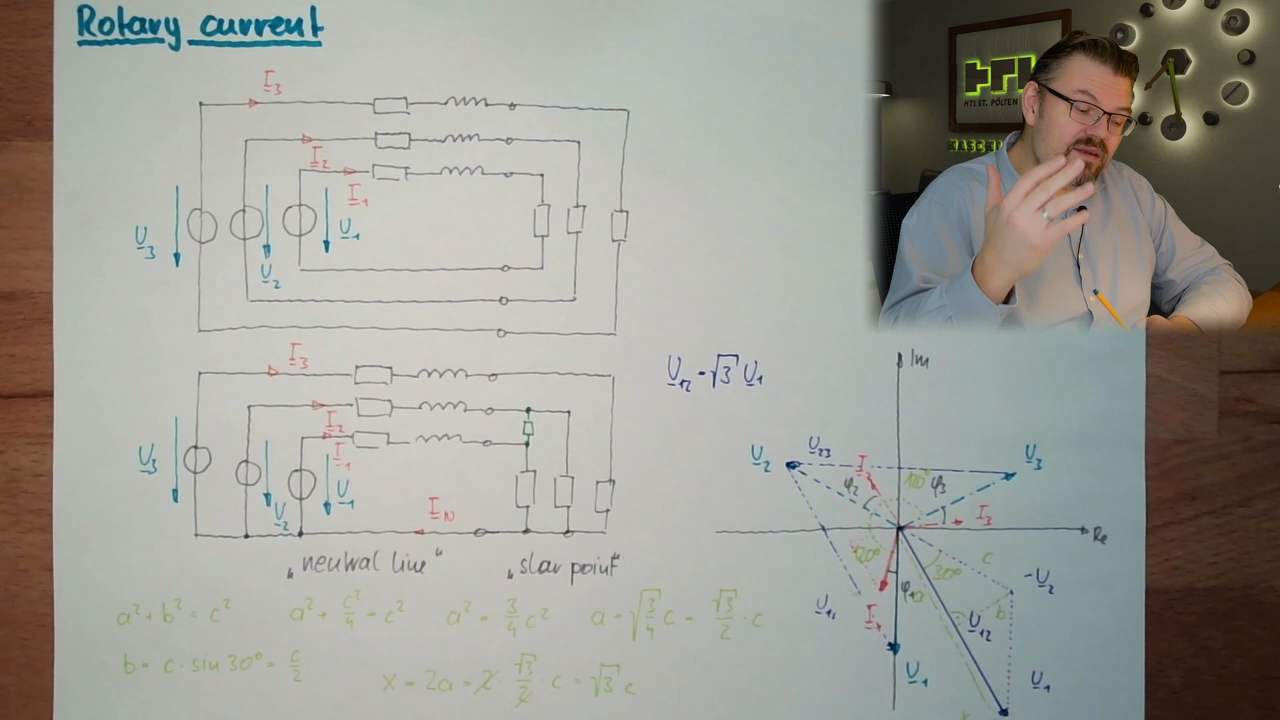 Rotary current
HTL ST. PÖLTEN
I3
I2
I1
U3
U2
U1
I3
I2
I1
U3
U2
U1
IN
„neutral line“
„star point“
U12 = √3 U1
Im
Re
U2
U23
I2
120°
φ3
U3
φ2
I3
120°
30°
c
-U2
φ1
a
b
U12
I1
U1
U1
x
a² + b² = c²
a² + c²/4 = c²
a² = 3/4 c²
a = √3/4 c = √3/2 · c
b = c · sin 30° = c/2
x = 2a = 2 √3/2 c = √3 c